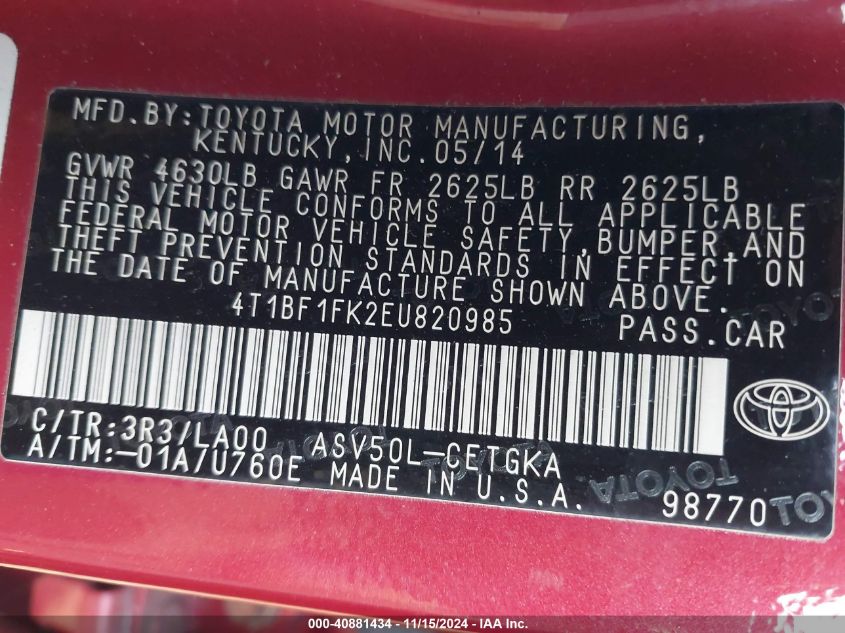 MFD.BY:TOYOTA MOTOR MANUFACTURING,
KENTUCKY,INC.05/14
GVWR 4630LB GAWR FR 2625LB RR 2625LB
THIS VEHICLE CONFORMS TO ALL APPLICABLE
FEDERAL MOTOR VEHICLE SAFETY,BUMPER,AND
THEFT PREVENTION STANDARDS IN EFFECT ON
THE DATE OF MANUFACTURE SHOWN ABOVE.
4T1BF1FK2EU820985 PASS.CAR
C/TR:3R3/LA00 ASV50L-CETGKA
A/TM:-01A/U760E MADE IN U.S.A.
TOYOTA
98770
000-40881434 - 11/15/2024 - IAA Inc.